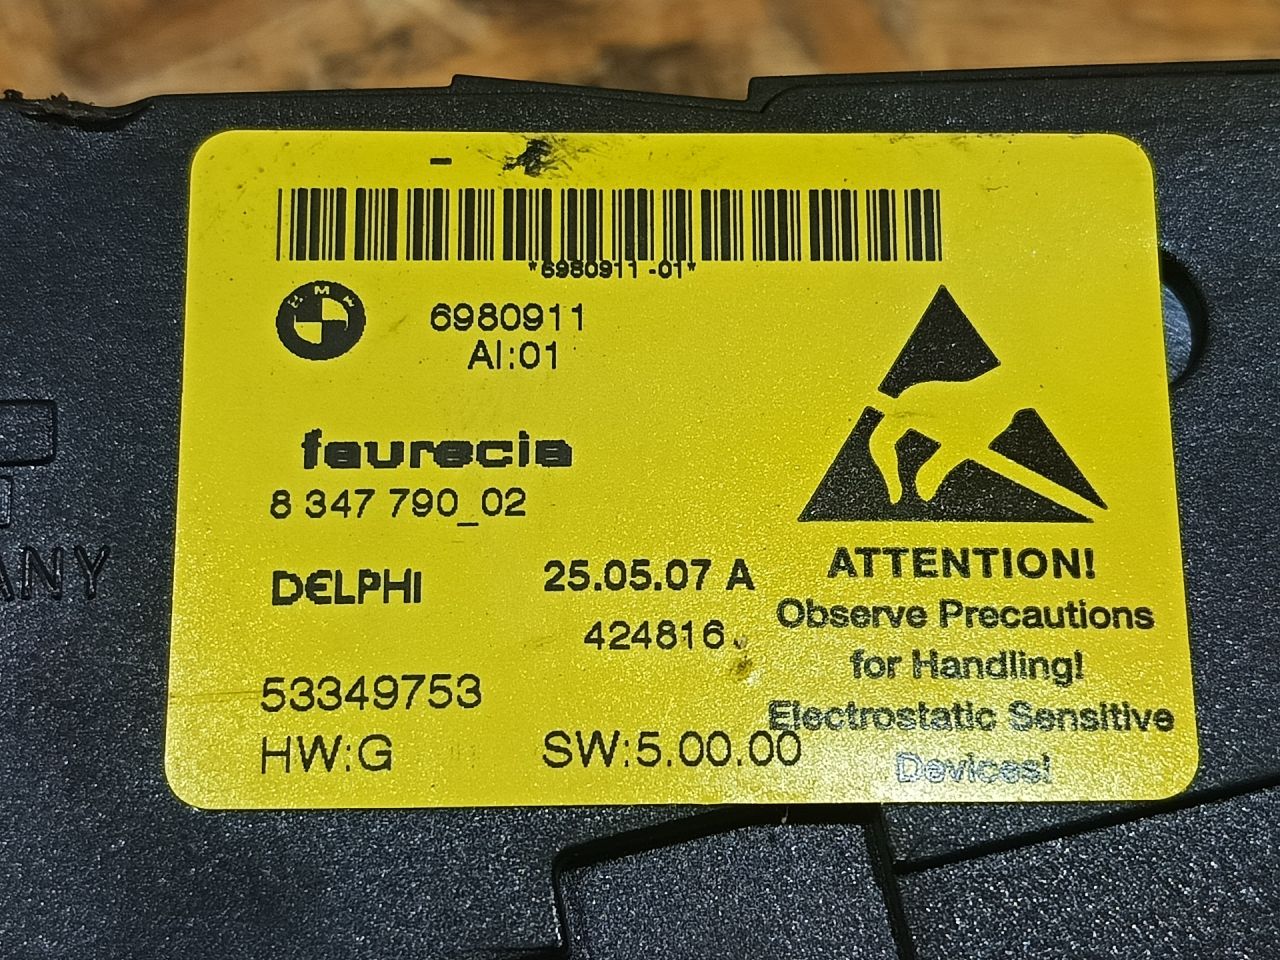 *6980911-01*
BMW
6980911
AI:01
faurecia
8 347 790_02
DELPHI
25.05.07 A
424816
53349753
HW:G
SW:5.00.00
ATTENTION!
Observe Precautions
for Handling!
Electrostatic Sensitive
Devices!
ANY